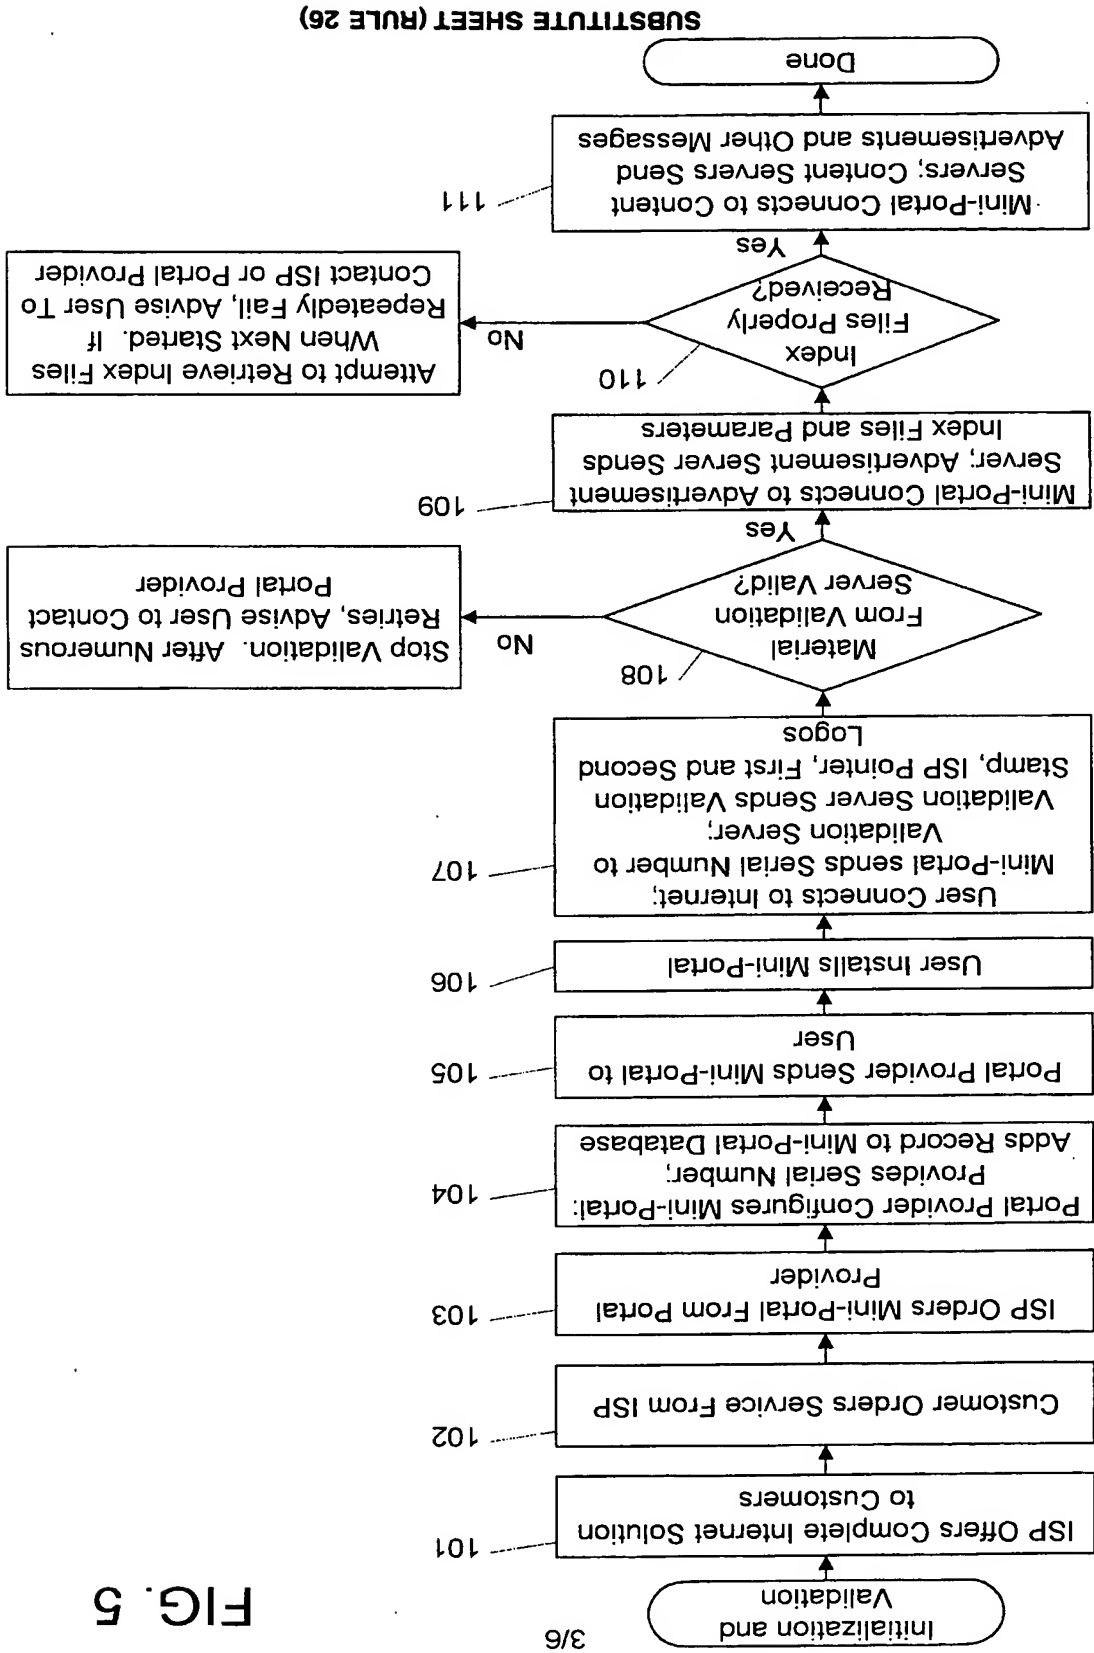 3/6
FIG. 5
Initialization and
Validation
ISP Offers Complete Internet Solution
to Customers
101
Customer Orders Service From ISP
102
ISP Orders Mini-Portal From Portal
Provider
103
Portal Provider Configures Mini-Portal:
Provides Serial Number;
Adds Record to Mini-Portal Database
104
Portal Provider Sends Mini-Portal to
User
105
User Installs Mini-Portal
106
User Connects to Internet;
Mini-Portal sends Serial Number to
Validation Server;
Validation Server Sends Validation
Stamp, ISP Pointer, First and Second
Logos
107
Material
From Validation
Server Valid?
108
No
Stop Validation. After Numerous
Retries, Advise User to Contact
Portal Provider
Yes
Mini-Portal Connects to Advertisement
Server; Advertisement Server Sends
Index Files and Parameters
109
Index
Files Properly
Received?
110
No
Attempt to Retrieve Index Files
When Next Started. If
Repeatedly Fail, Advise User To
Contact ISP or Portal Provider
Yes
Mini-Portal Connects to Content
Servers; Content Servers Send
Advertisements and Other Messages
111
Done
SUBSTITUTE SHEET (RULE 26)